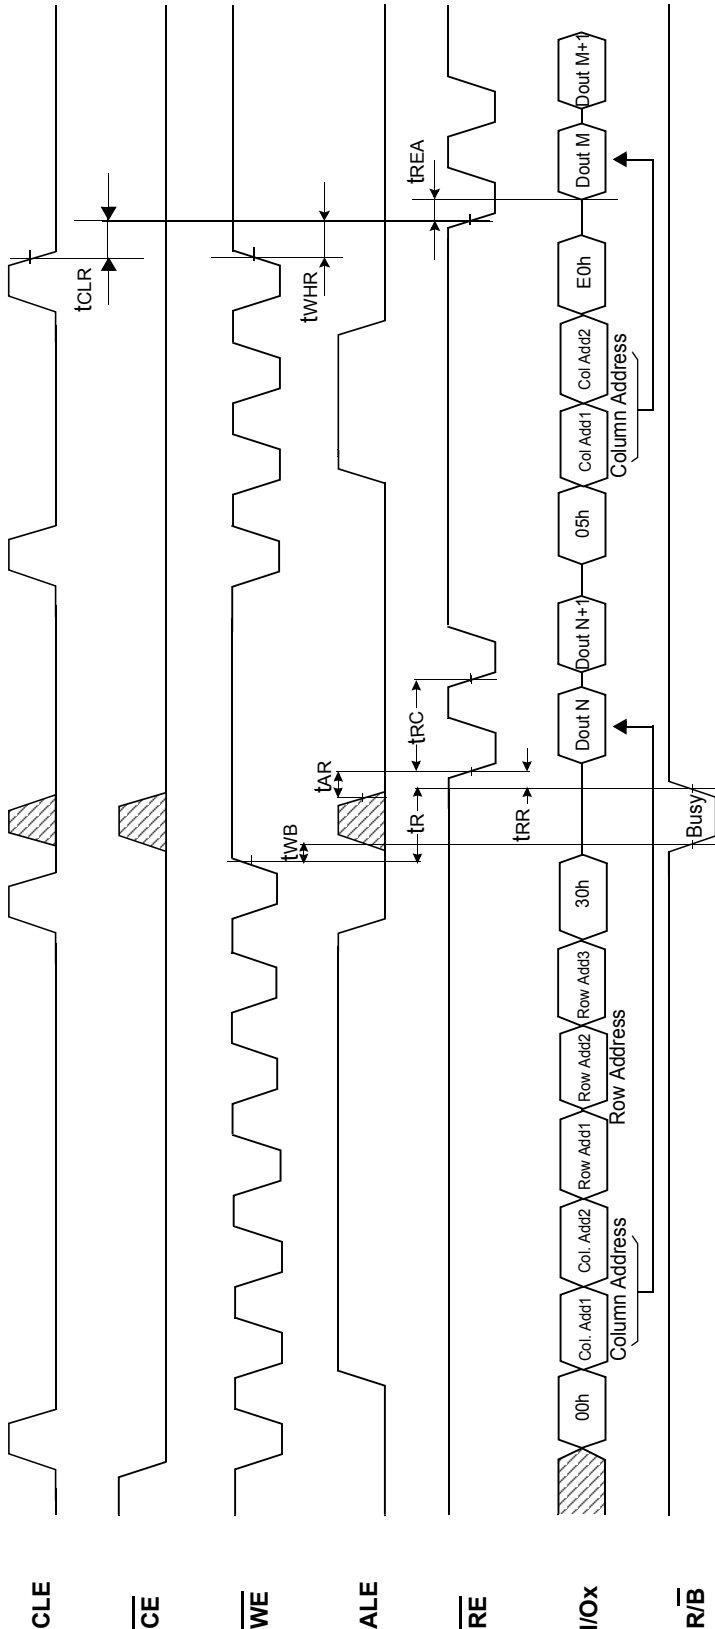 CLE
CE
WE
ALE
RE
I/Ox
R/B
tCLR
tWHR
tREA
tWB
tAR
tR
tRC
tRR
00h
Col. Add1
Col. Add2
Row Add1
Row Add2
Row Add3
30h
Dout N
Dout N+1
05h
Col Add1
Col Add2
E0h
Dout M
Dout M+1
Column Address
Row Address
Column Address
Busy